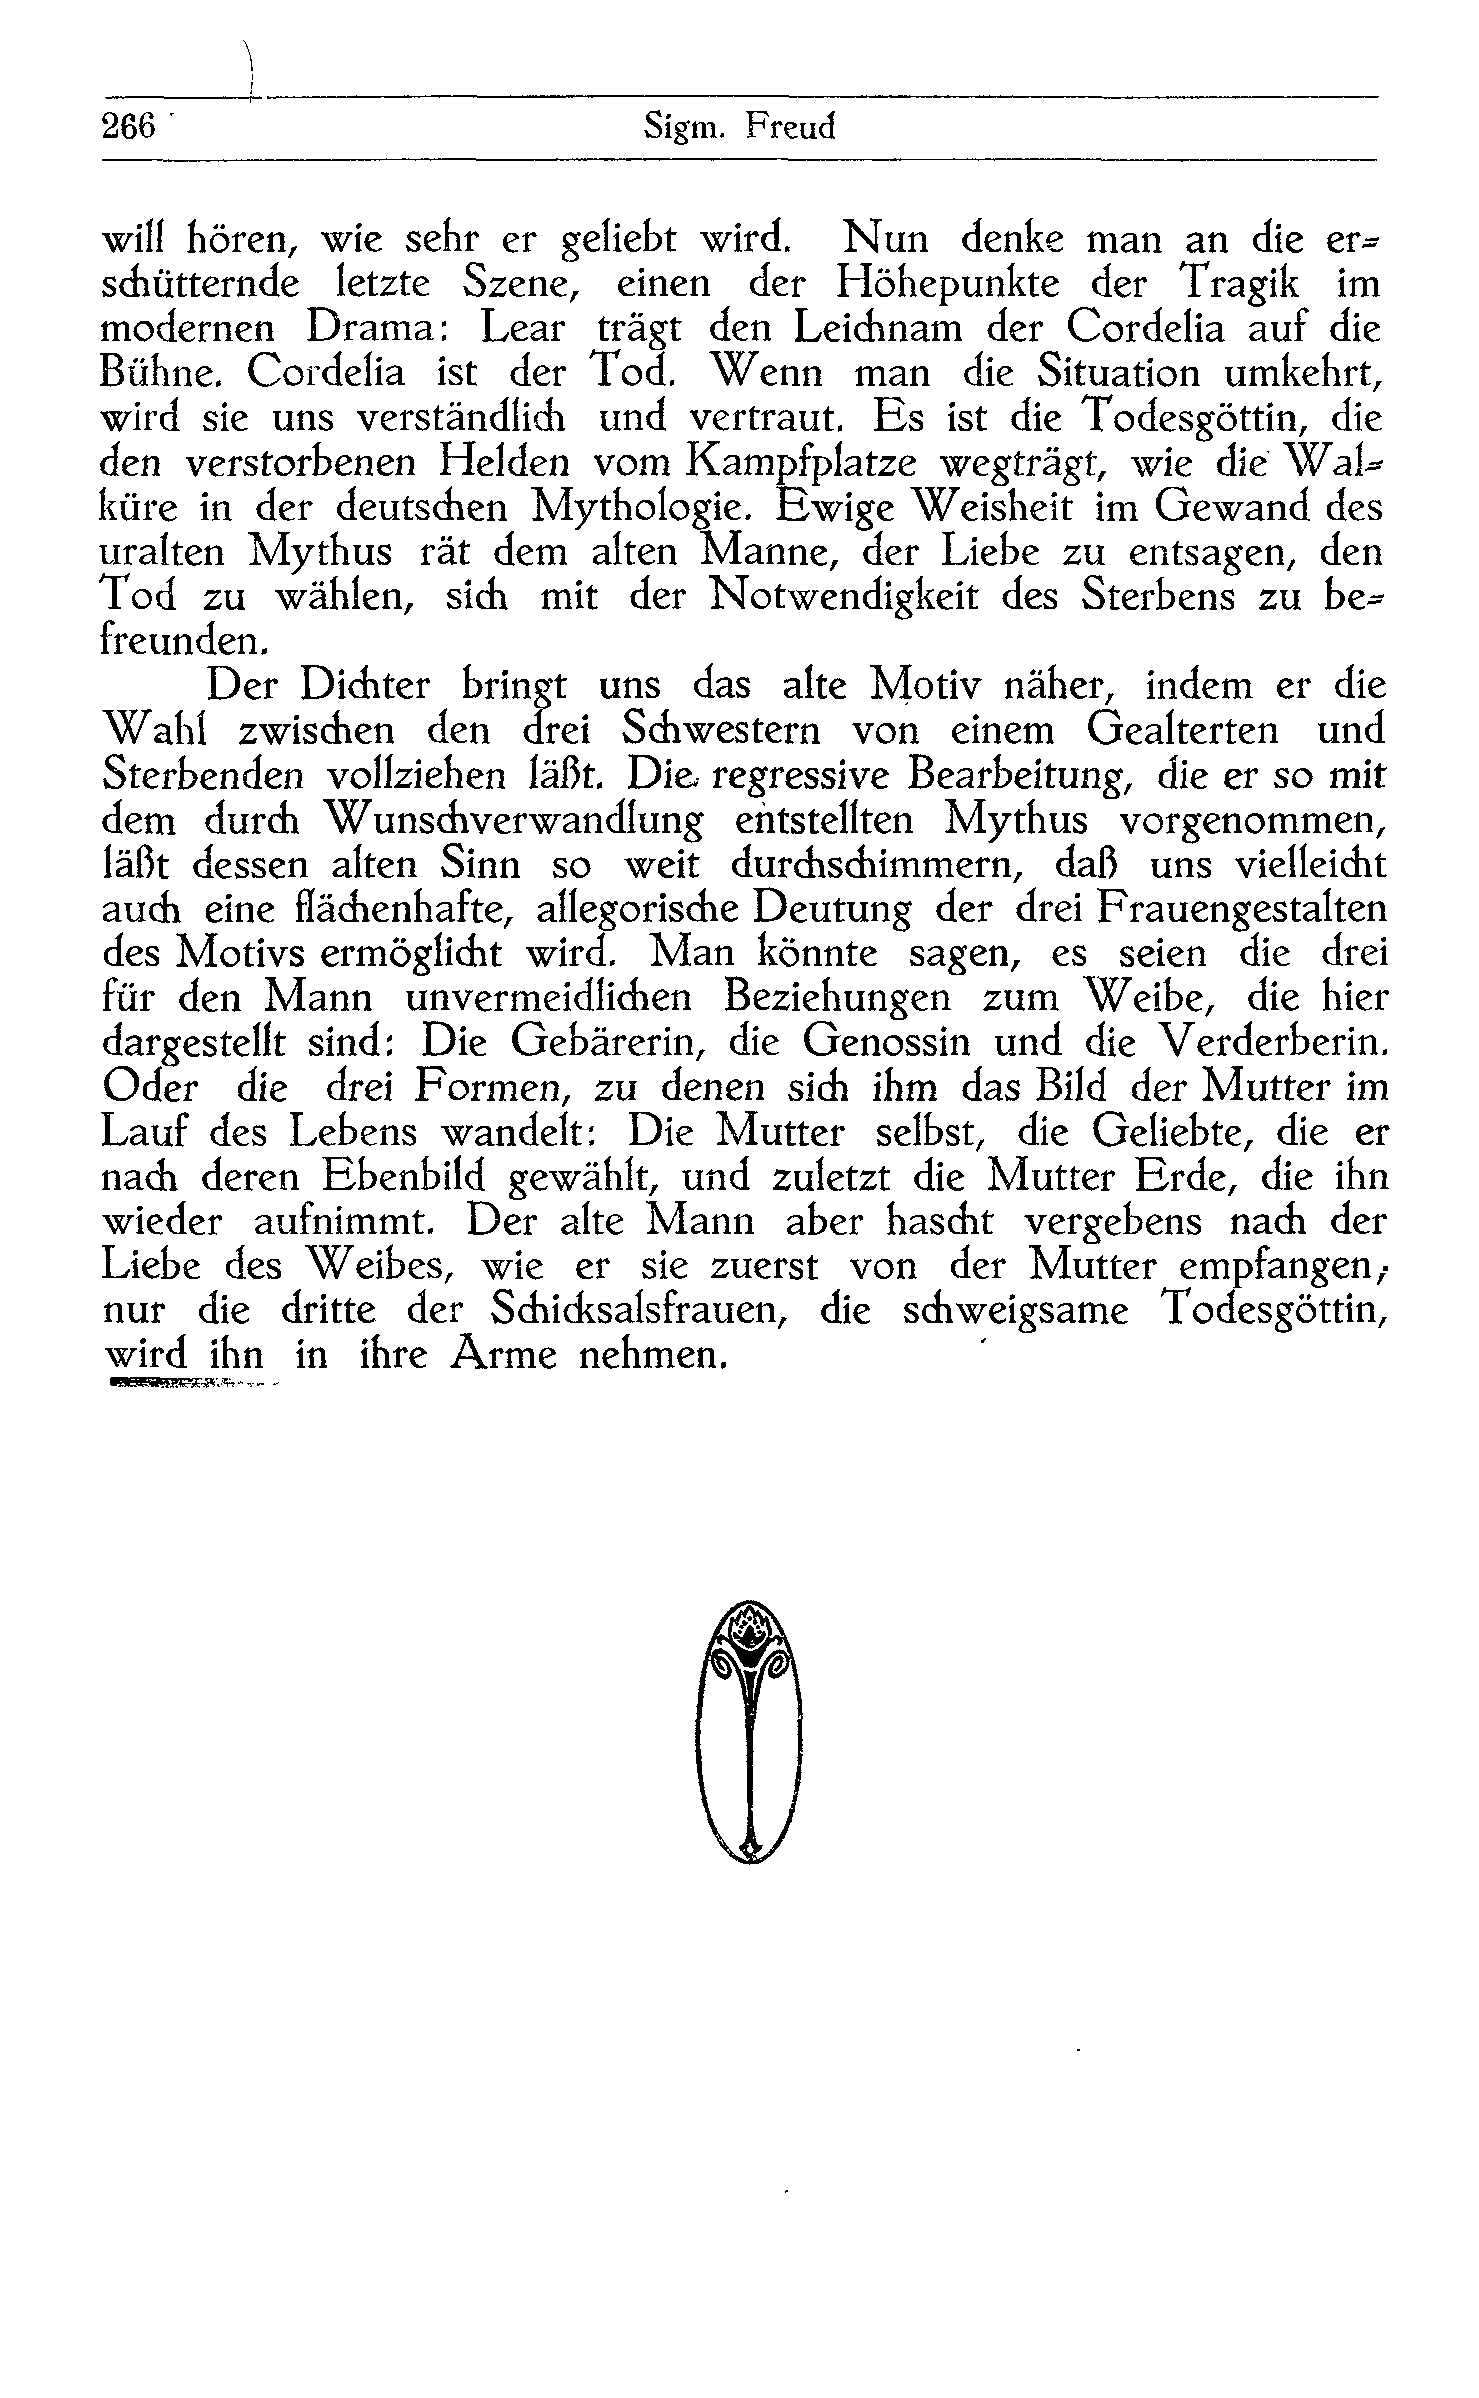 266 Sigm. Freud
will hören, wie sehr er geliebt wird. Nun denke man an die er-
schütternde letzte Szene, einen der Höhepunkte der Tragik im
modernen Drama: Lear trägt den Leichnam der Cordelia auf die
Bühne. Cordelia ist der Tod. Wenn man die Situation umkehrt,
wird sie uns verständlich und vertraut. Es ist die Todesgöttin, die
den verstorbenen Helden vom Kampfplatze wegträgt, wie die Wal-
küre in der deutschen Mythologie. Ewige Weisheit im Gewand des
uralten Mythus rät dem alten Manne, der Liebe zu entsagen, den
Tod zu wählen, sich mit der Notwendigkeit des Sterbens zu be-
freunden.
Der Dichter bringt uns das alte Motiv näher, indem er die
Wahl zwischen den drei Schwestern von einem Gealterten und
Sterbenden vollziehen läßt. Die regressive Bearbeitung, die er so mit
dem durch Wunschverwandlung entstellten Mythus vorgenommen,
läßt dessen alten Sinn so weit durchschimmern, daß uns vielleicht
auch eine flächenhafte, allegorische Deutung der drei Frauengestalten
des Motivs ermöglicht wird. Man könnte sagen, es seien die drei
für den Mann unvermeidlichen Beziehungen zum Weibe, die hier
dargestellt sind: Die Gebärerin, die Genossin und die Verderberin.
Oder die drei Formen, zu denen sich ihm das Bild der Mutter im
Lauf des Lebens wandelt: Die Mutter selbst, die Geliebte, die er
nach deren Ebenbild gewählt, und zuletzt die Mutter Erde, die ihn
wieder aufnimmt. Der alte Mann aber hascht vergebens nach der
Liebe des Weibes, wie er sie zuerst von der Mutter empfangen,
nur die dritte der Schicksalsfrauen, die schweigsame Todesgöttin,
wird ihn in ihre Arme nehmen.